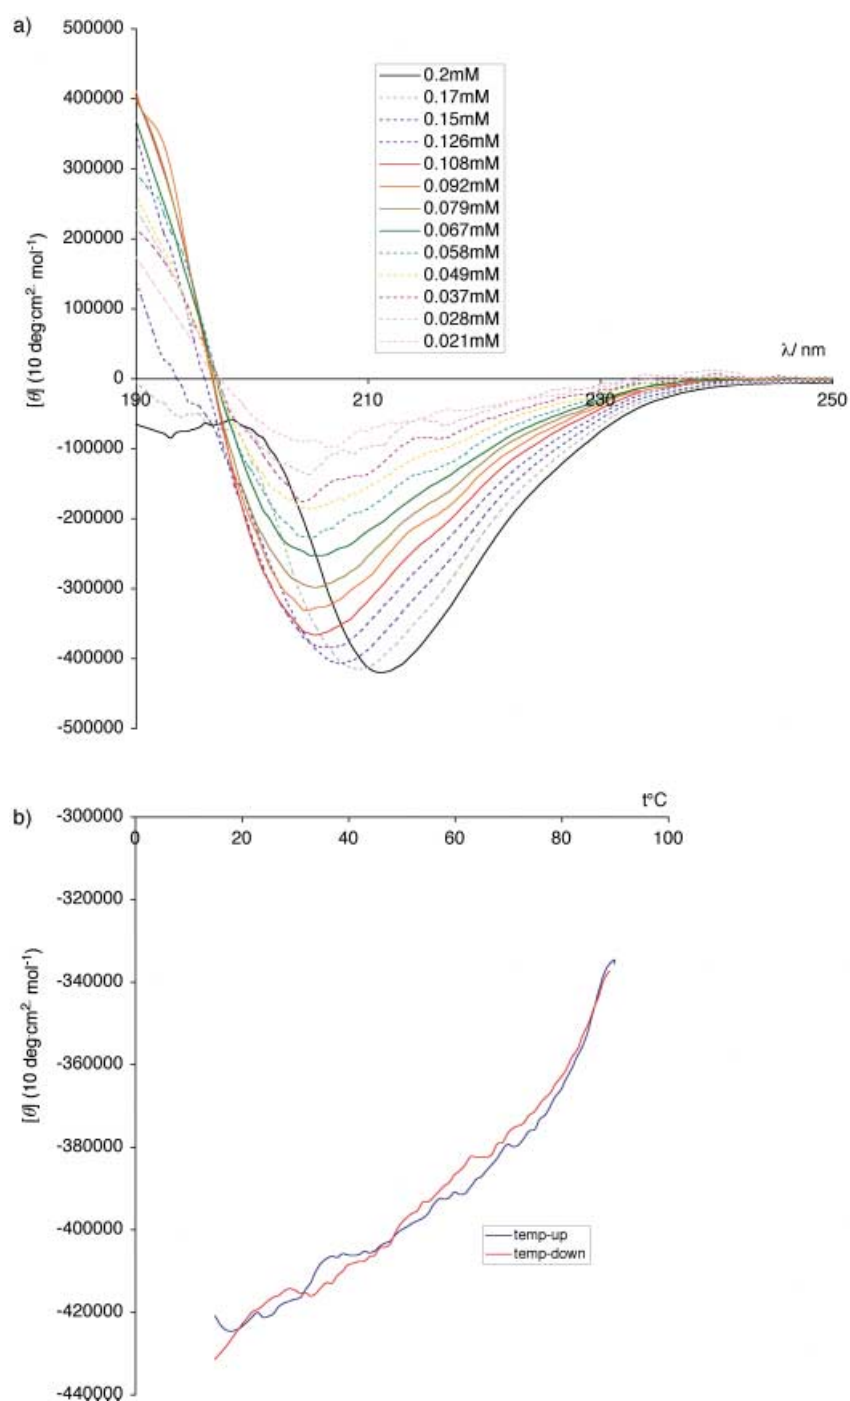 a)
500000
400000
300000
200000
100000
0
-100000
-200000
-300000
-400000
-500000
[θ] (10 deg·cm² mol⁻¹)
190
210
230
250
λ/ nm
0.2mM
0.17mM
0.15mM
0.126mM
0.108mM
0.092mM
0.079mM
0.067mM
0.058mM
0.049mM
0.037mM
0.028mM
0.021mM
b)
t°C
-300000
0
20
40
60
80
100
-320000
-340000
-360000
-380000
-400000
-420000
-440000
[θ] (10 deg·cm² mol⁻¹)
temp-up
temp-down